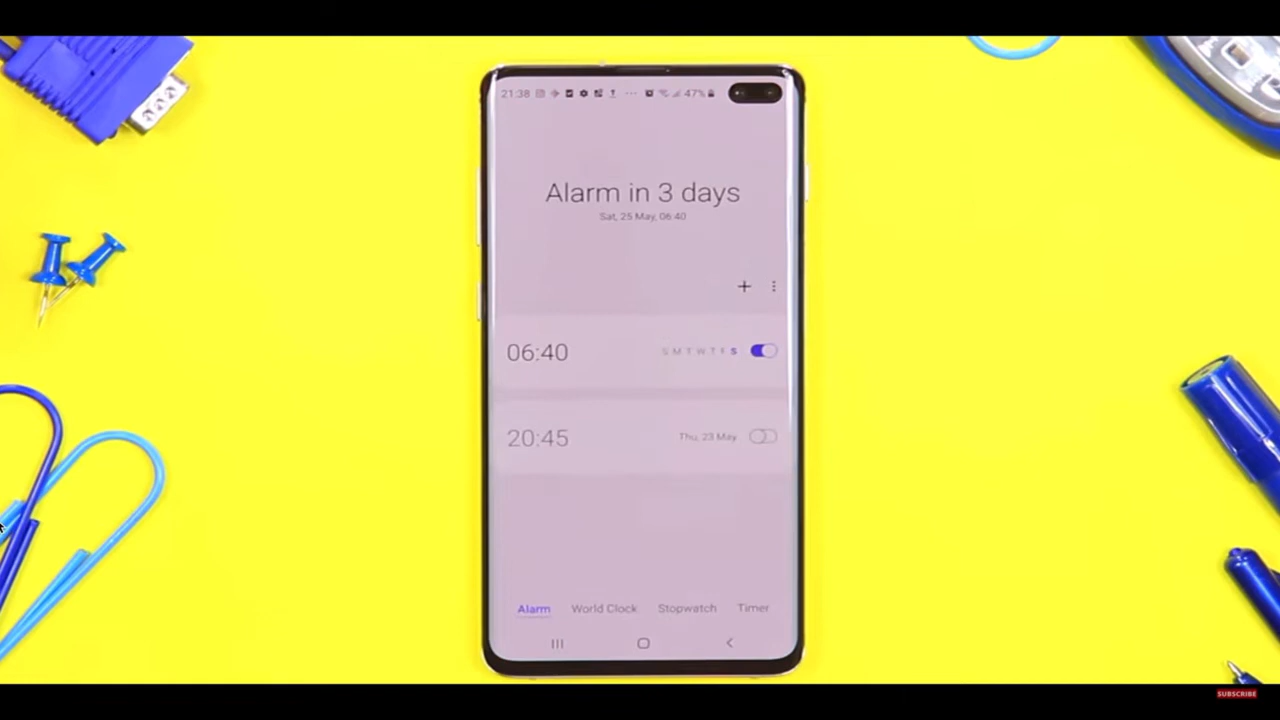 21:38 47%
Alarm in 3 days
Sat, 25 May, 06:40
+
06:40 S M T W T F S
20:45 Thu, 23 May
Alarm World Clock Stopwatch Timer
SUBSCRIBE